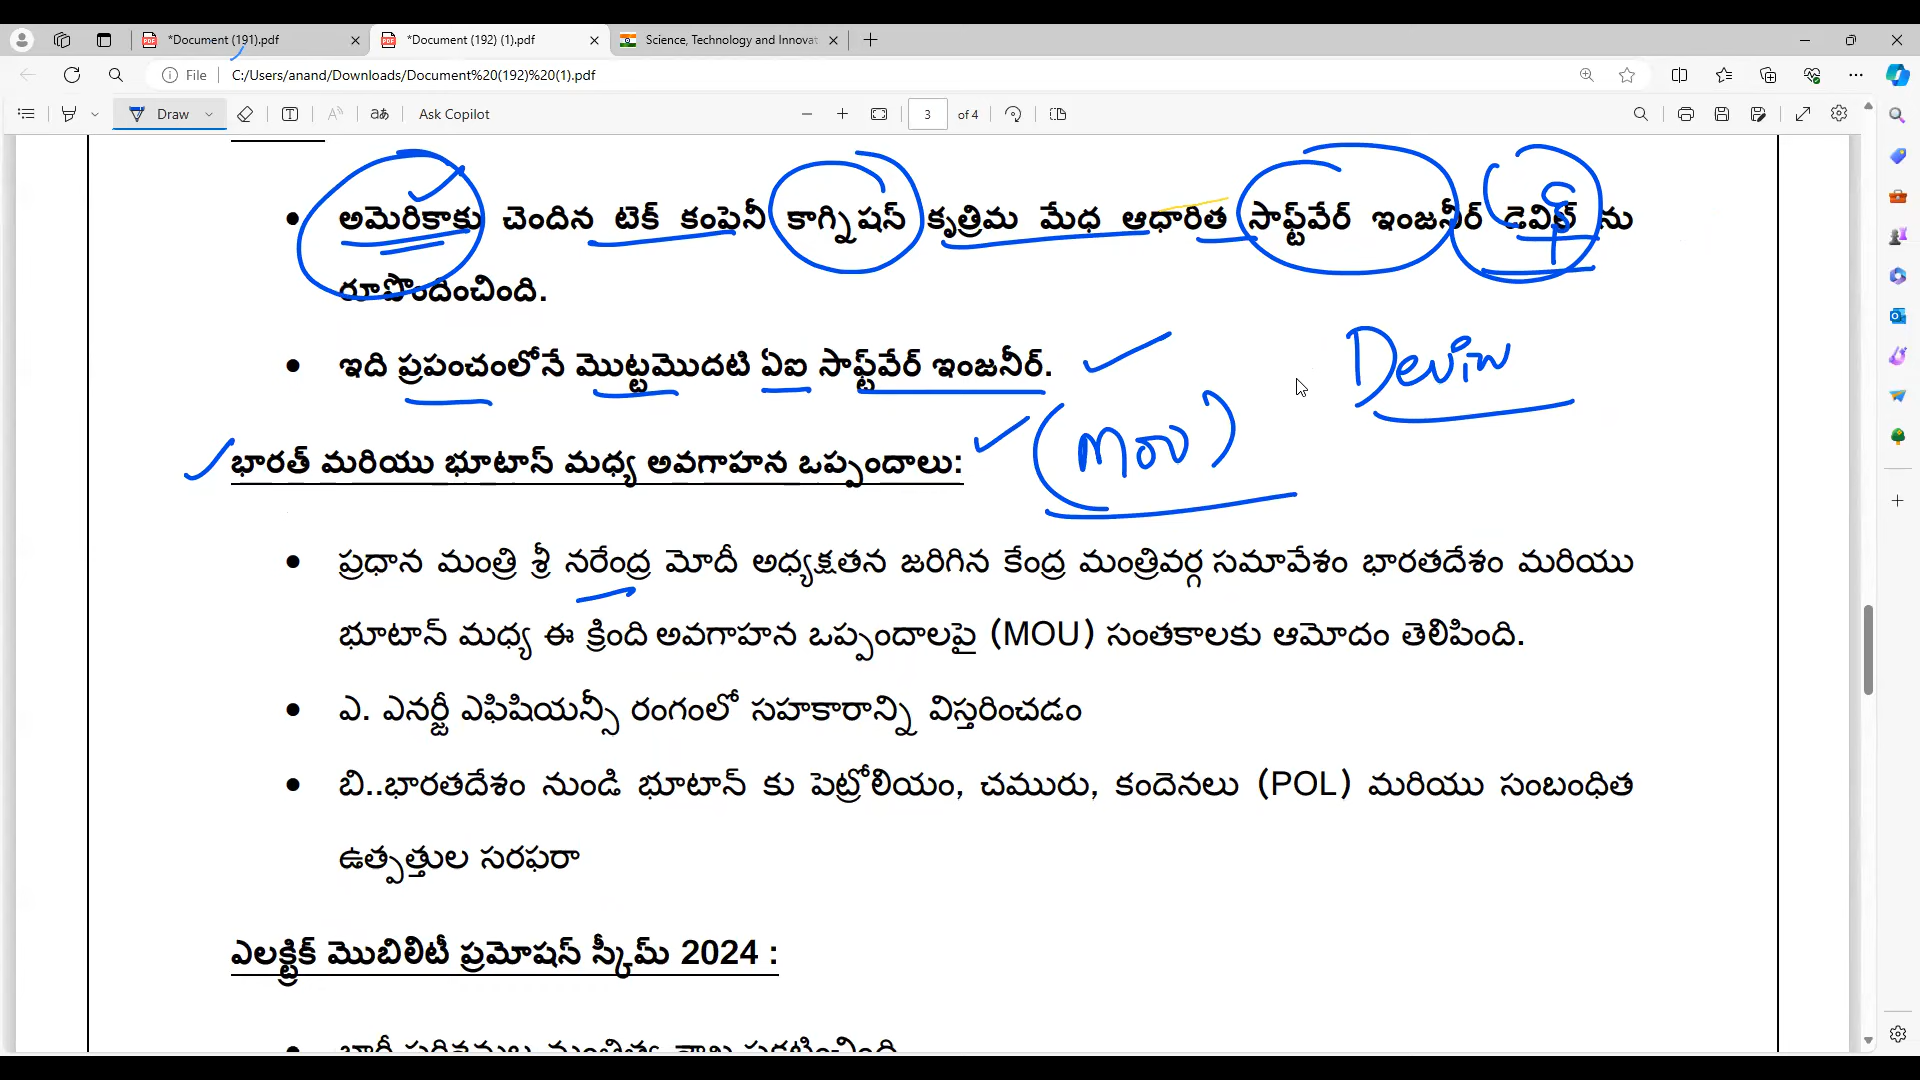 *Document (191).pdf
*Document (192) (1).pdf
Science, Technology and Innovat
File
C:/Users/anand/Downloads/Document%20(192)%20(1).pdf
Draw
aあ
Ask Copilot
3 of 4
అమెరికాకు చెందిన టెక్ కంపెనీ కాగ్నిషన్ కృత్రిమ మేధ ఆధారిత సాఫ్ట్‌వేర్ ఇంజనీర్ ను
రూపొందించింది.
ఇది ప్రపంచంలోనే మొట్టమొదటి ఏఐ సాఫ్ట్‌వేర్ ఇంజనీర్.
Devin
భారత్ మరియు భూటాన్ మధ్య అవగాహన ఒప్పందాలు:
(MOU)
ప్రధాన మంత్రి శ్రీ నరేంద్ర మోదీ అధ్యక్షతన జరిగిన కేంద్ర మంత్రివర్గ సమావేశం భారతదేశం మరియు
భూటాన్ మధ్య ఈ క్రింది అవగాహన ఒప్పందాలపై (MOU) సంతకాలకు ఆమోదం తెలిపింది.
ఎ. ఎనర్జీ ఎఫిషియన్సీ రంగంలో సహకారాన్ని విస్తరించడం
బి..భారతదేశం నుండి భూటాన్ కు పెట్రోలియం, చమురు, కందెనలు (POL) మరియు సంబంధిత
ఉత్పత్తుల సరఫరా
ఎలక్ట్రిక్ మొబిలిటీ ప్రమోషన్ స్కీమ్ 2024 :